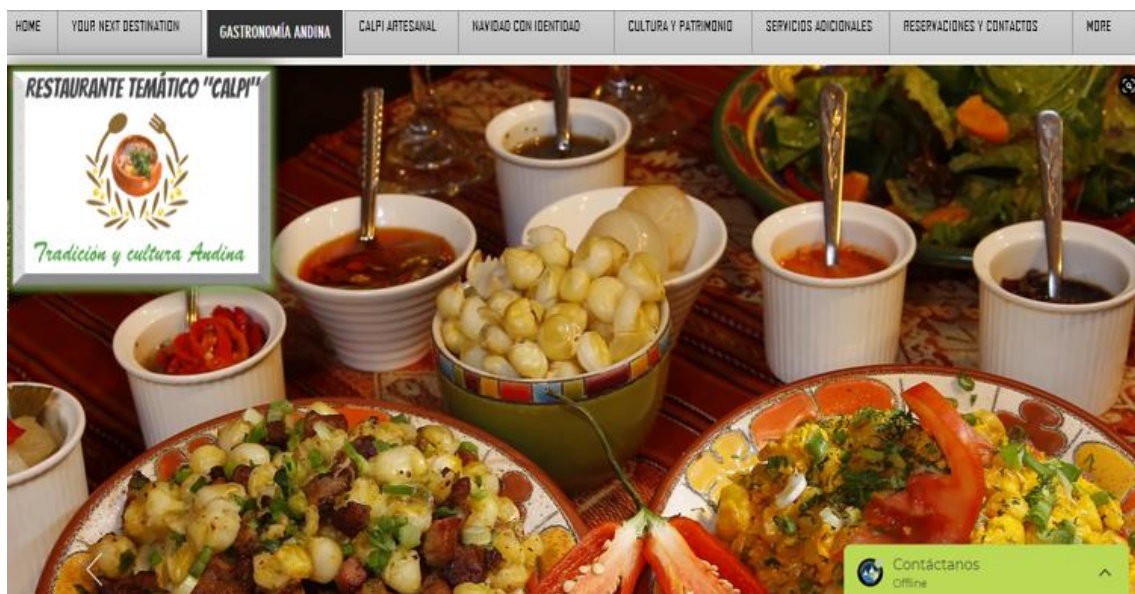 HOME
YOUR NEXT DESTINATION
GASTRONOMÍA ANDINA
CALPI ARTESANAL
NAVIDAD CON IDENTIDAD
CULTURA Y PATRIMONIO
SERVICIOS ADICIONALES
RESERVACIONES Y CONTACTOS
MORE
RESTAURANTE TEMÁTICO "CALPI"
Tradición y cultura Andina
Contáctanos
Offline